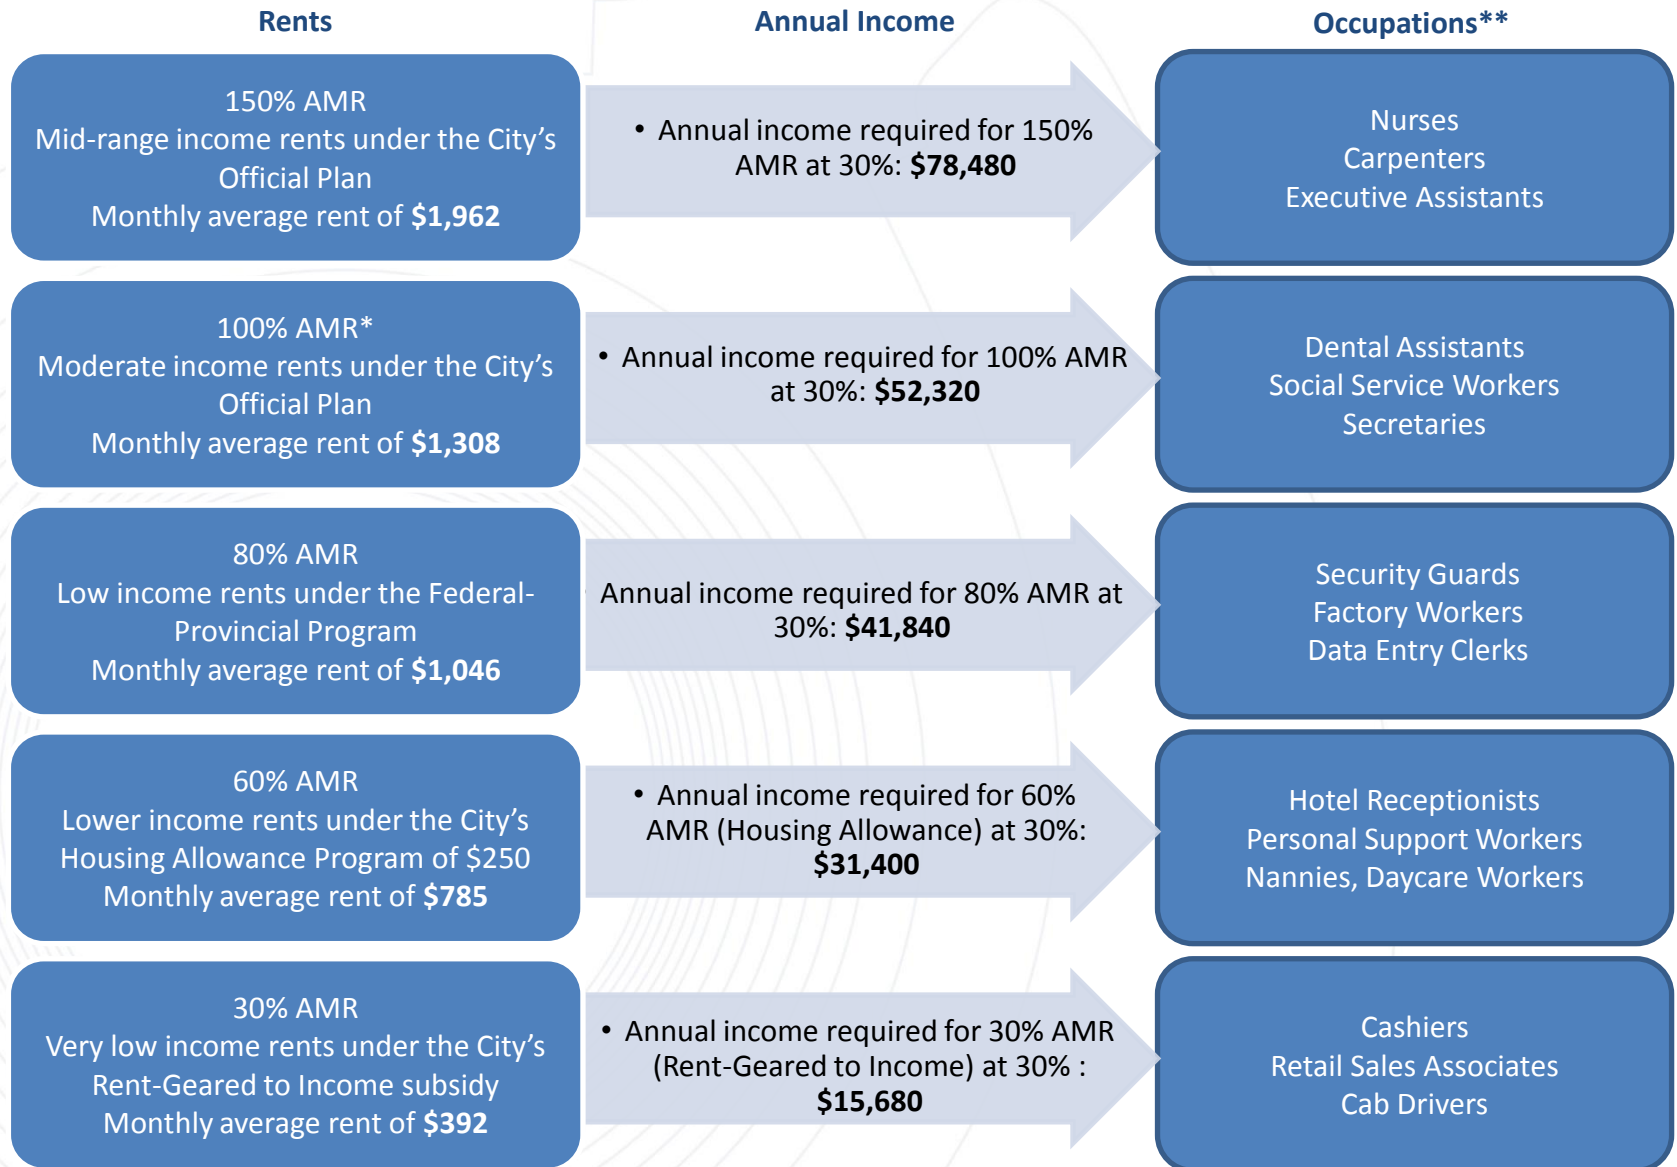 Rents
Annual Income
Occupations**
150% AMR
Mid-range income rents under the City’s
Official Plan
Monthly average rent of $1,962
• Annual income required for 150%
AMR at 30%: $78,480
Nurses
Carpenters
Executive Assistants
100% AMR*
Moderate income rents under the City’s
Official Plan
Monthly average rent of $1,308
• Annual income required for 100% AMR
at 30%: $52,320
Dental Assistants
Social Service Workers
Secretaries
80% AMR
Low income rents under the Federal-
Provincial Program
Monthly average rent of $1,046
Annual income required for 80% AMR at
30%: $41,840
Security Guards
Factory Workers
Data Entry Clerks
60% AMR
Lower income rents under the City’s
Housing Allowance Program of $250
Monthly average rent of $785
• Annual income required for 60%
AMR (Housing Allowance) at 30%:
$31,400
Hotel Receptionists
Personal Support Workers
Nannies, Daycare Workers
30% AMR
Very low income rents under the City’s
Rent-Geared to Income subsidy
Monthly average rent of $392
• Annual income required for 30% AMR
(Rent-Geared to Income) at 30% :
$15,680
Cashiers
Retail Sales Associates
Cab Drivers